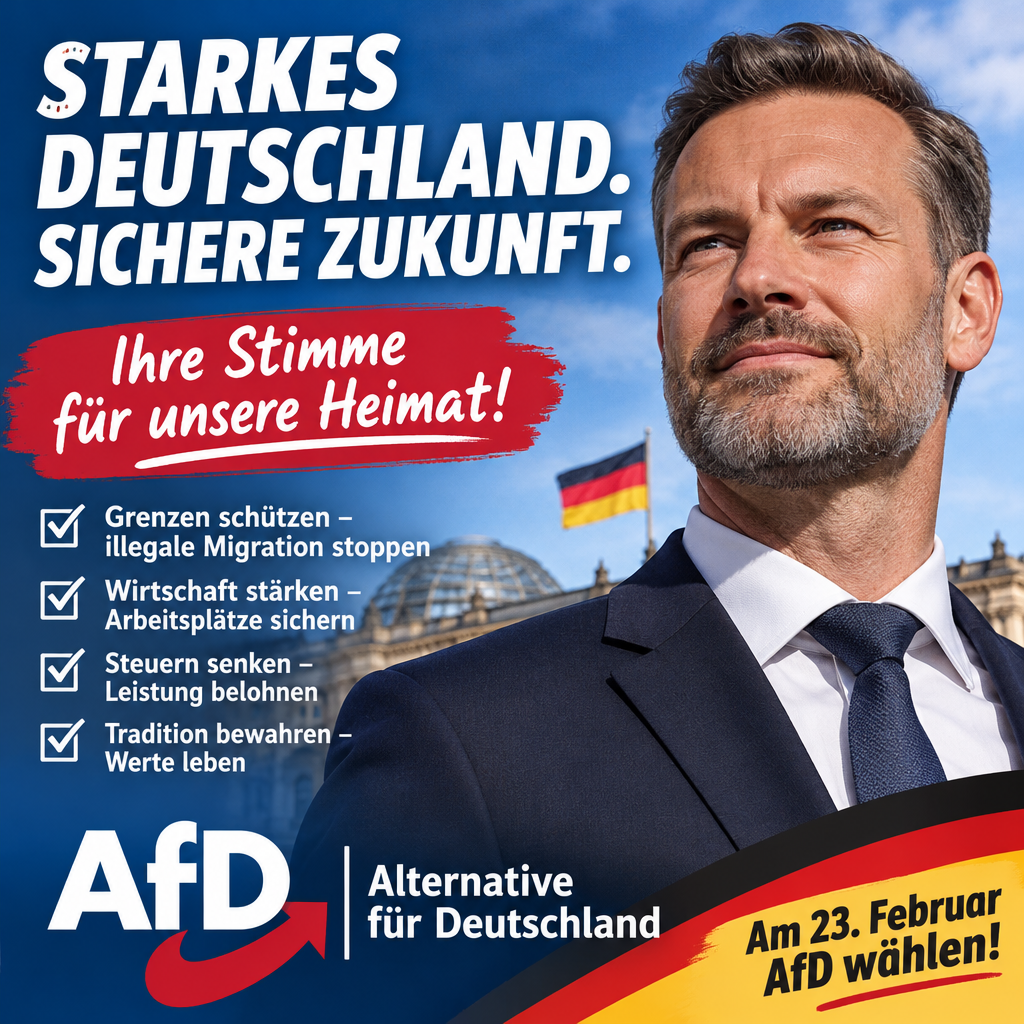 STARKES
DEUTSCHLAND.
SICHERE ZUKUNFT.
Ihre Stimme
für unsere Heimat!
Grenzen schützen –
illegale Migration stoppen
Wirtschaft stärken –
Arbeitsplätze sichern
Steuern senken –
Leistung belohnen
Tradition bewahren –
Werte leben
AfD
Alternative
für Deutschland
Am 23. Februar
AfD wählen!